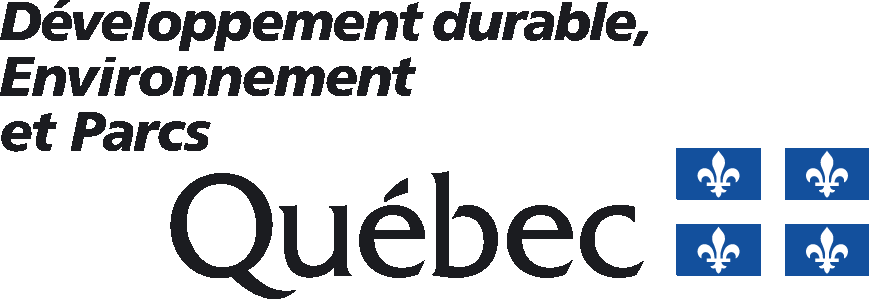 Développement durable,
Environnement
et Parcs
Québec